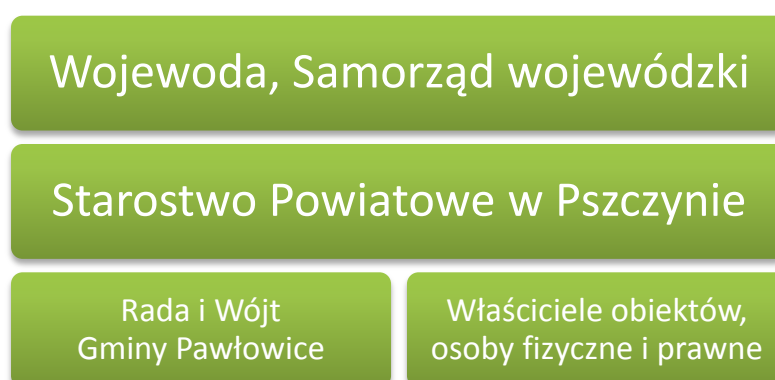 Wojewoda, Samorząd wojewódzki
Starostwo Powiatowe w Pszczynie
Rada i Wójt
Gminy Pawłowice
Właściciele obiektów,
osoby fizyczne i prawne